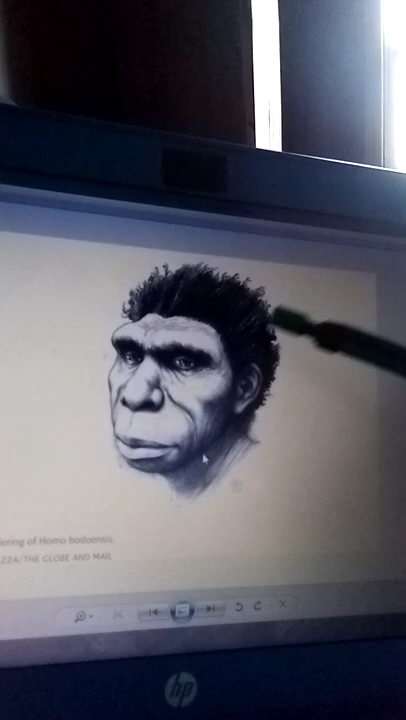 ering of Homo bodoensis.
ZZA/THE GLOBE AND MAIL
hp